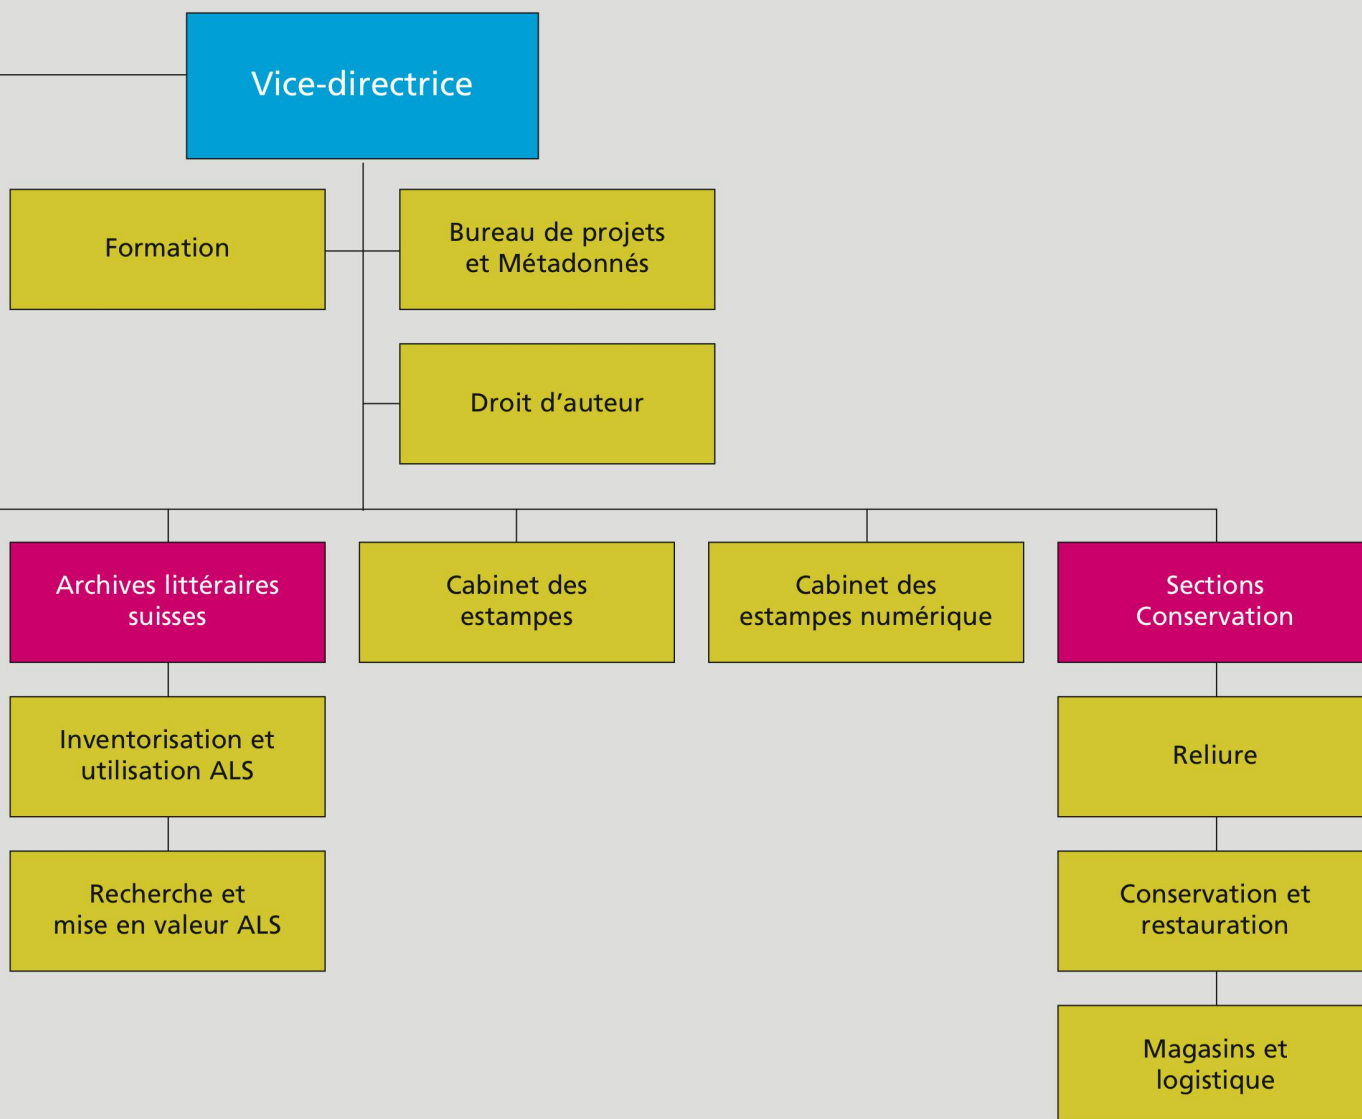 Vice-directrice
Formation
Bureau de projets
et Métadonnés
Droit d’auteur
Archives littéraires
suisses
Cabinet des
estampes
Cabinet des
estampes numérique
Sections
Conservation
Inventorisation et
utilisation ALS
Reliure
Recherche et
mise en valeur ALS
Conservation et
restauration
Magasins et
logistique